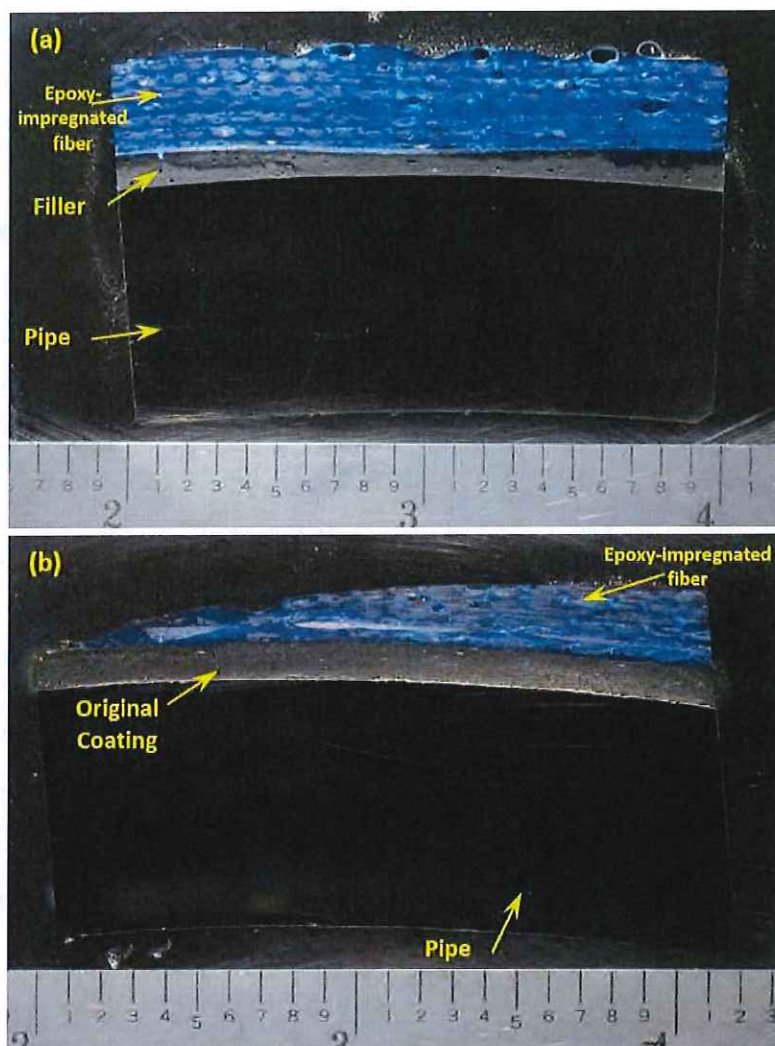 (a)
Epoxy-
impregnated
fiber
Filler
Pipe
7 8 9 1 2 3 4 5 6 7 8 9 1 2 3 4 5 6 7 8 9 1
2 3 4
(b)
Epoxy-impregnated
fiber
Original
Coating
Pipe
1 2 3 4 5 6 7 8 9 1 2 3 4 5 6 7 8 9 1 2 3